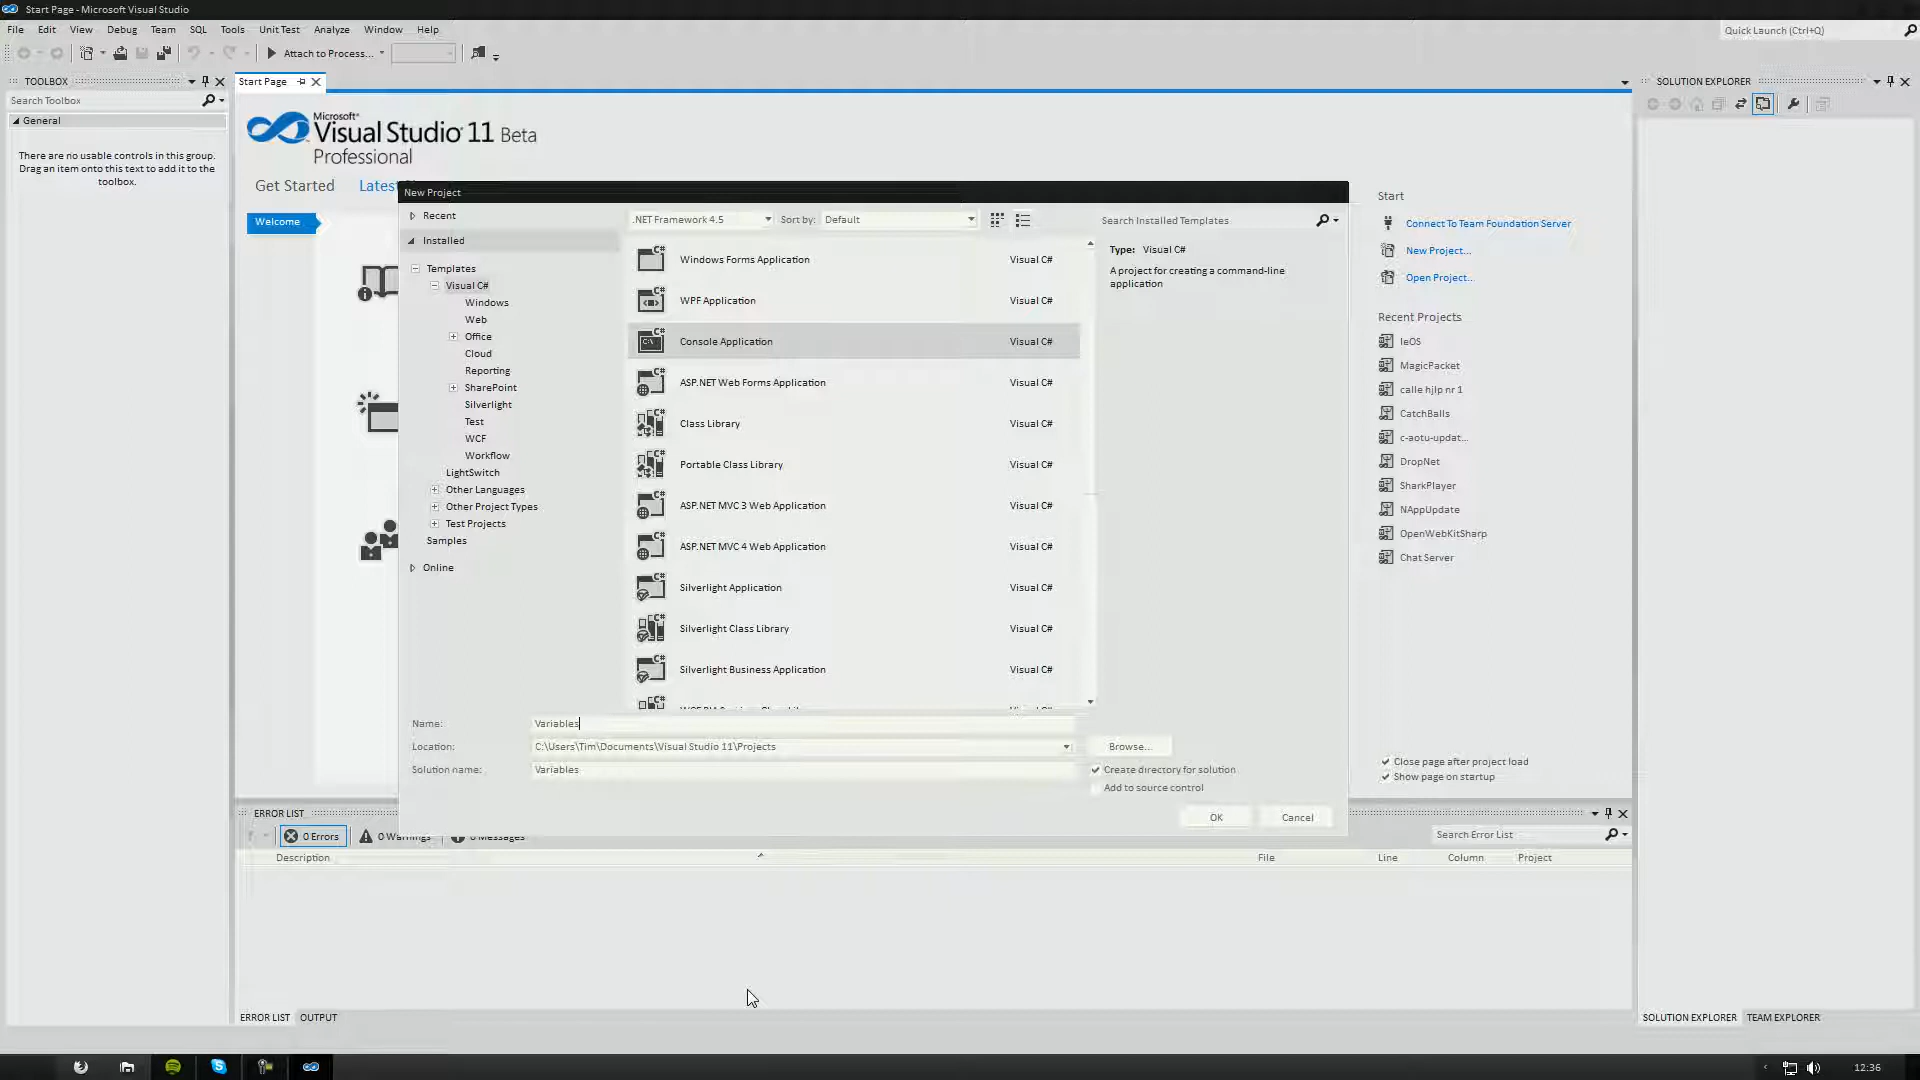 Start Page - Microsoft Visual Studio
File Edit View Debug Team SQL Tools Unit Test Analyze Window Help
Quick Launch (Ctrl+Q)
Attach to Process...
TOOLBOX
Search Toolbox
General
There are no usable controls in this group.
Drag an item onto this text to add it to the
toolbox.
Start Page
Microsoft®
Visual Studio 11 Beta
Professional
Get Started
Latest
Welcome
New Project
Recent
Installed
Templates
Visual C#
Windows
Web
Office
Cloud
Reporting
SharePoint
Silverlight
Test
WCF
Workflow
LightSwitch
Other Languages
Other Project Types
Test Projects
Samples
Online
.NET Framework 4.5
Sort by: Default
Search Installed Templates
Windows Forms Application Visual C#
WPF Application Visual C#
Console Application Visual C#
ASP.NET Web Forms Application Visual C#
Class Library Visual C#
Portable Class Library Visual C#
ASP.NET MVC 3 Web Application Visual C#
ASP.NET MVC 4 Web Application Visual C#
Silverlight Application Visual C#
Silverlight Class Library Visual C#
Silverlight Business Application Visual C#
Type: Visual C#
A project for creating a command-line
application
Name: Variables
Location: C:\Users\Tim\Documents\Visual Studio 11\Projects
Browse...
Solution name: Variables
Create directory for solution
Add to source control
OK
Cancel
Start
Connect To Team Foundation Server
New Project...
Open Project...
Recent Projects
IeOS
MagicPacket
calle hjlp nr 1
CatchBalls
c-aotu-updat...
DropNet
SharkPlayer
NAppUpdate
OpenWebKitSharp
Chat Server
Close page after project load
Show page on startup
SOLUTION EXPLORER
ERROR LIST
0 Errors
0 Warnings
0 Messages
Search Error List
Description File Line Column Project
ERROR LIST OUTPUT
SOLUTION EXPLORER TEAM EXPLORER
12:36